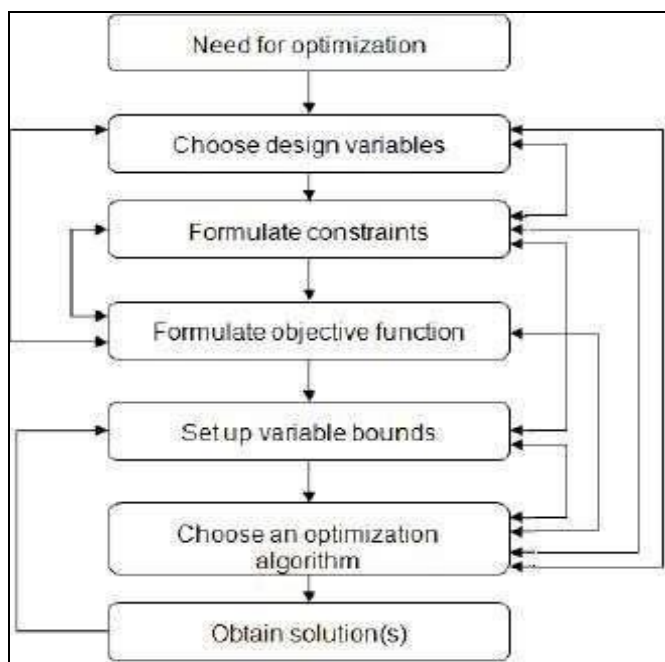 Need for optimization
Choose design variables
Formulate constraints
Formulate objective function
Set up variable bounds
Choose an optimization
algorithm
Obtain solution(s)